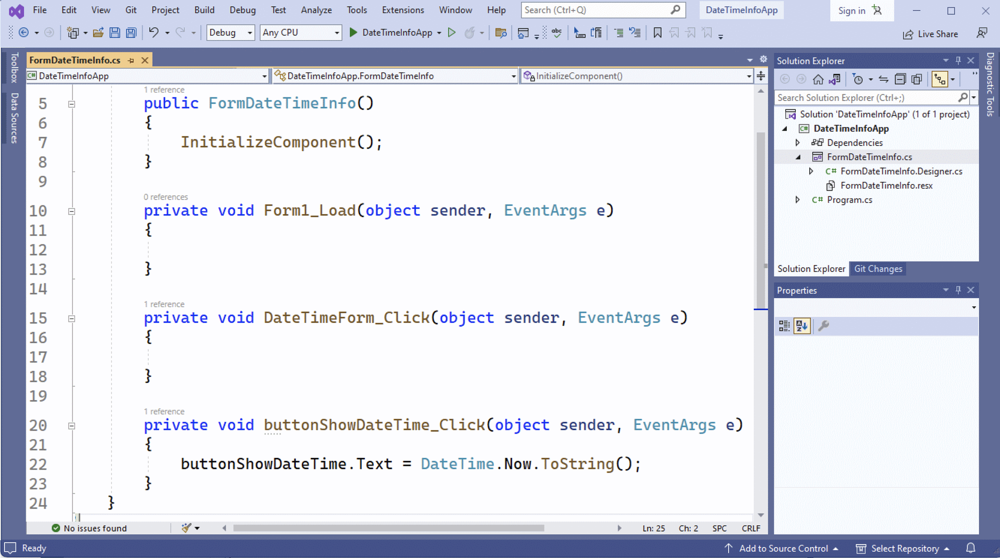 File Edit View Git Project Build Debug Test Analyze Tools Extensions Window Help Search (Ctrl+Q) DateTimeInfoApp Sign in
Debug Any CPU DateTimeInfoApp abc Live Share
Toolbox
Data Sources
FormDateTimeInfo.cs
C# DateTimeInfoApp DateTimeInfoApp.FormDateTimeInfo InitializeComponent()
1 reference
5 public FormDateTimeInfo()
6 {
7 InitializeComponent();
8 }
9
0 references
10 private void Form1_Load(object sender, EventArgs e)
11 {
12
13 }
14
1 reference
15 private void DateTimeForm_Click(object sender, EventArgs e)
16 {
17
18 }
19
1 reference
20 private void buttonShowDateTime_Click(object sender, EventArgs e)
21 {
22 buttonShowDateTime.Text = DateTime.Now.ToString();
23 }
24 }
No issues found Ln: 25 Ch: 2 SPC CRLF
Solution Explorer
Search Solution Explorer (Ctrl+;)
Solution 'DateTimeInfoApp' (1 of 1 project)
C# DateTimeInfoApp
Dependencies
FormDateTimeInfo.cs
C# FormDateTimeInfo.Designer.cs
FormDateTimeInfo.resx
C# Program.cs
Solution Explorer Git Changes
Properties
Diagnostic Tools
Ready Add to Source Control Select Repository